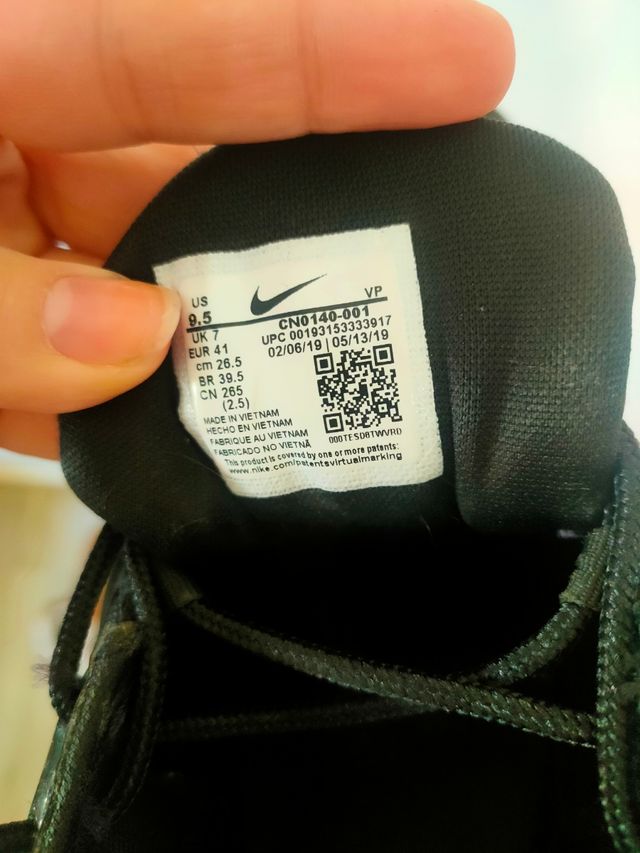 US VP
9.5 CN0140-001
UK 7 UPC 00193153333917
EUR 41 02/06/19 | 05/13/19
cm 26.5
BR 39.5
CN 265
(2.5)
MADE IN VIETNAM
HECHO EN VIETNAM
FABRIQUE AU VIETNAM
FABRICADO NO VIETNÃ
This product is covered by one or more patents:
www.nike.com/patentsvirtualmarking